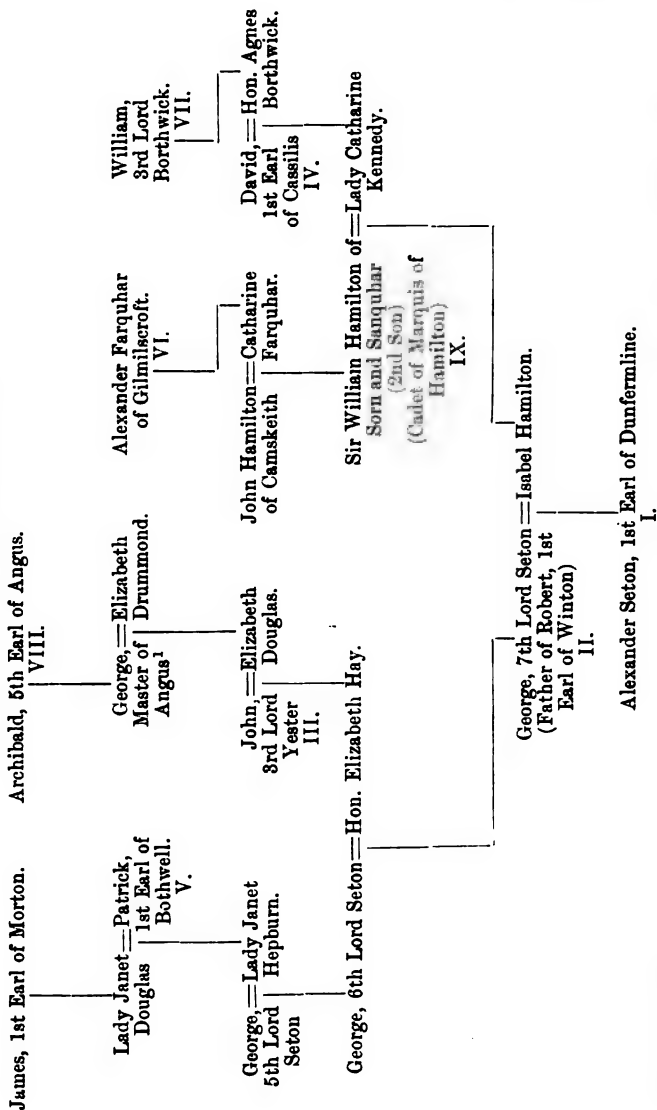 James, 1st Earl of Morton.
Archibald, 5th Earl of Angus.
VIII.
Lady Janet=Patrick,
Douglas 1st Earl of
Bothwell.
V.
George,=Elizabeth
Master of Drummond.
Angus¹
Alexander Farquhar
of Gilmilscroft.
VI.
William,
3rd Lord
Borthwick.
VII.
George,=Lady Janet
5th Lord Hepburn.
Seton
John,=Elizabeth
3rd Lord Douglas.
Yester
III.
John Hamilton=Catharine
of Camskeith Farquhar.
David,=Hon. Agnes
1st Earl Borthwick.
of Cassilis
IV.
George, 6th Lord Seton=Hon. Elizabeth Hay.
Sir William Hamilton of=Lady Catharine
Sorn and Sanquhar Kennedy.
(2nd Son)
(Cadet of Marquis of
Hamilton)
IX.
George, 7th Lord Seton=Isabel Hamilton.
(Father of Robert, 1st
Earl of Winton)
II.
Alexander Seton, 1st Earl of Dunfermline.
I.